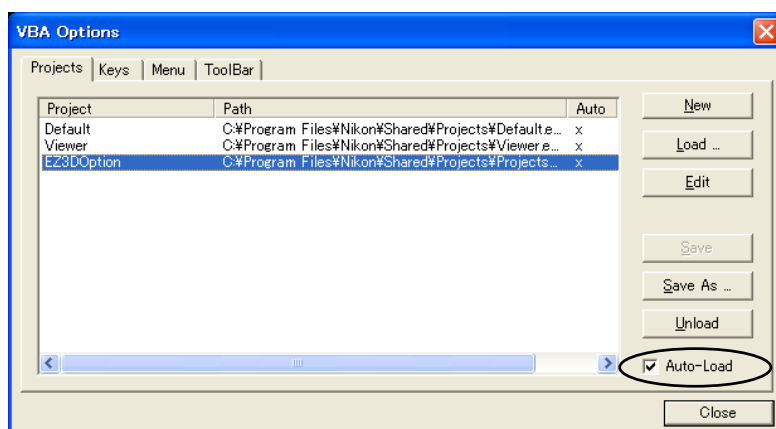 VBA Options
Projects Keys Menu ToolBar
Project Path Auto New
Default C:¥Program Files¥Nikon¥Shared¥Projects¥Default.e... x
Viewer C:¥Program Files¥Nikon¥Shared¥Projects¥Viewer.e... x
Load ...
EZ3DOption C:¥Program Files¥Nikon¥Shared¥Projects¥Projects... x
Edit
Save
Save As ...
Unload
Auto-Load
Close